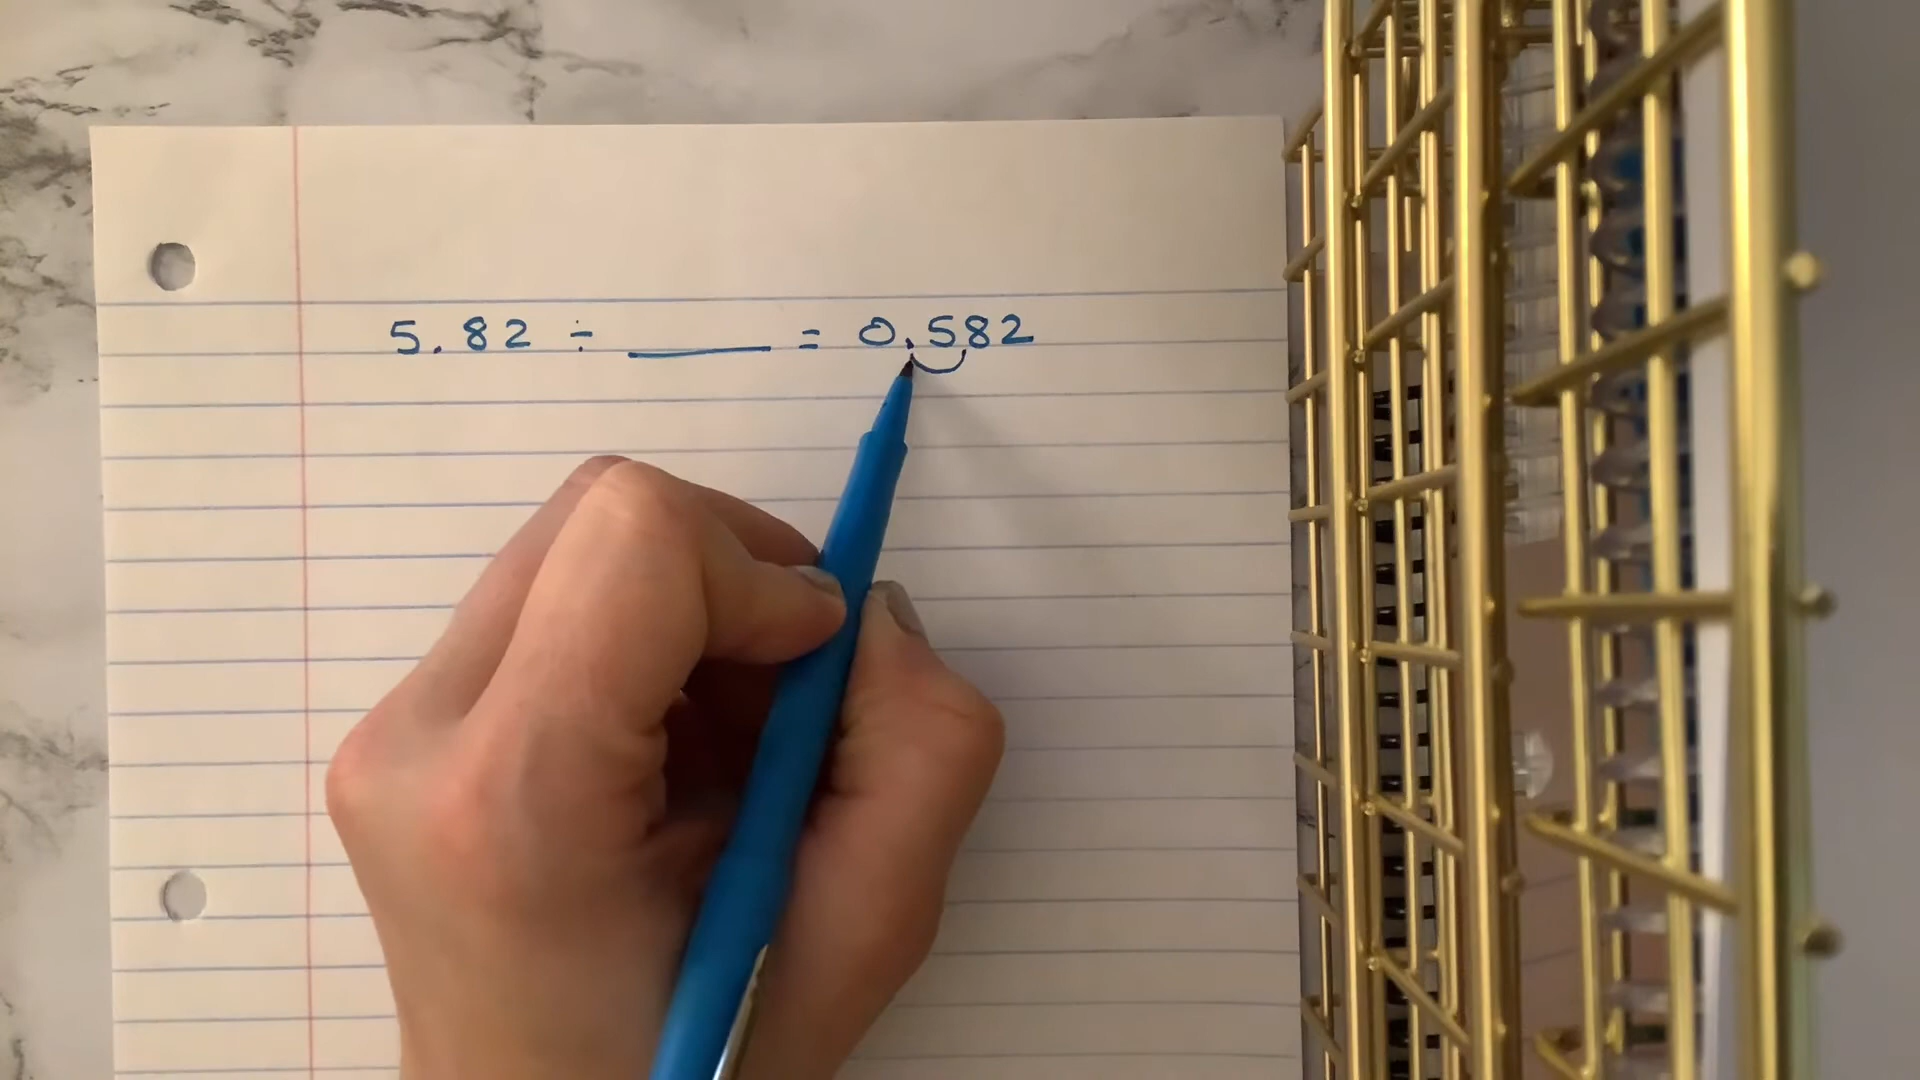 5.82 ÷ ____ = 0.582